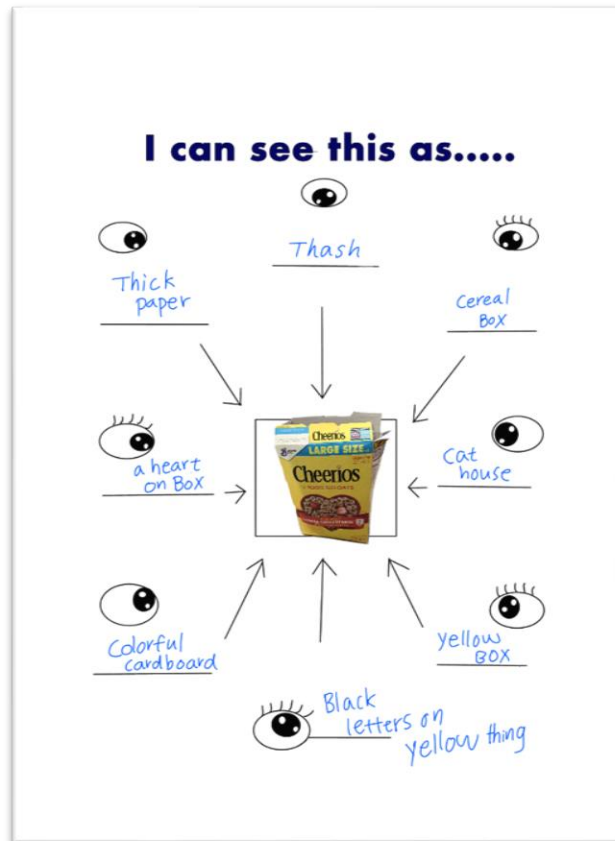 I can see this as.....
Thash
Thick
paper
Cereal
Box
Cheerios
LARGE SIZE
Cheerios
a heart
on Box
Cat
house
Colorful
cardboard
yellow
BOX
Black
letters on
yellow thing